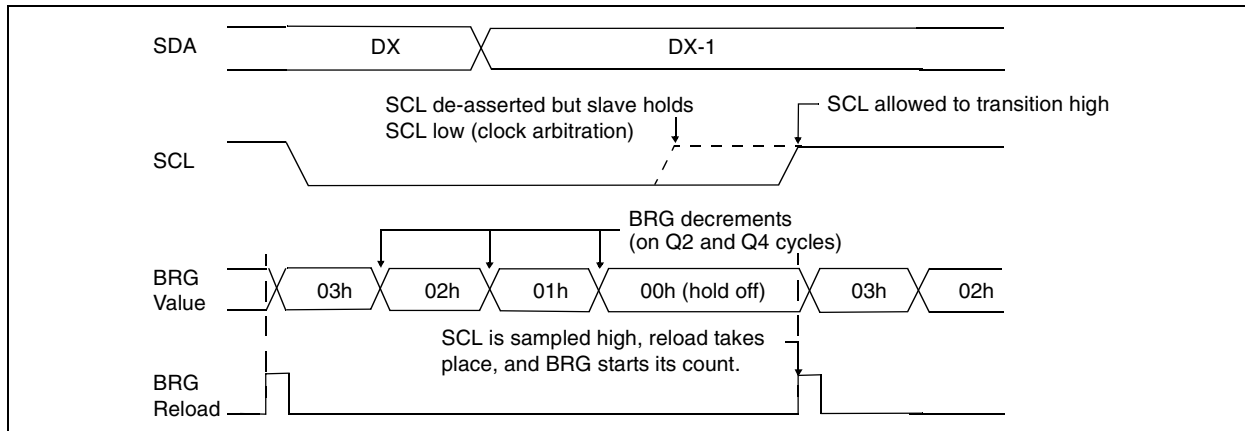 SDA
DX
DX-1
SCL de-asserted but slave holds
SCL low (clock arbitration)
SCL allowed to transition high
SCL
BRG decrements
(on Q2 and Q4 cycles)
BRG
Value
03h
02h
01h
00h (hold off)
03h
02h
SCL is sampled high, reload takes
place, and BRG starts its count.
BRG
Reload